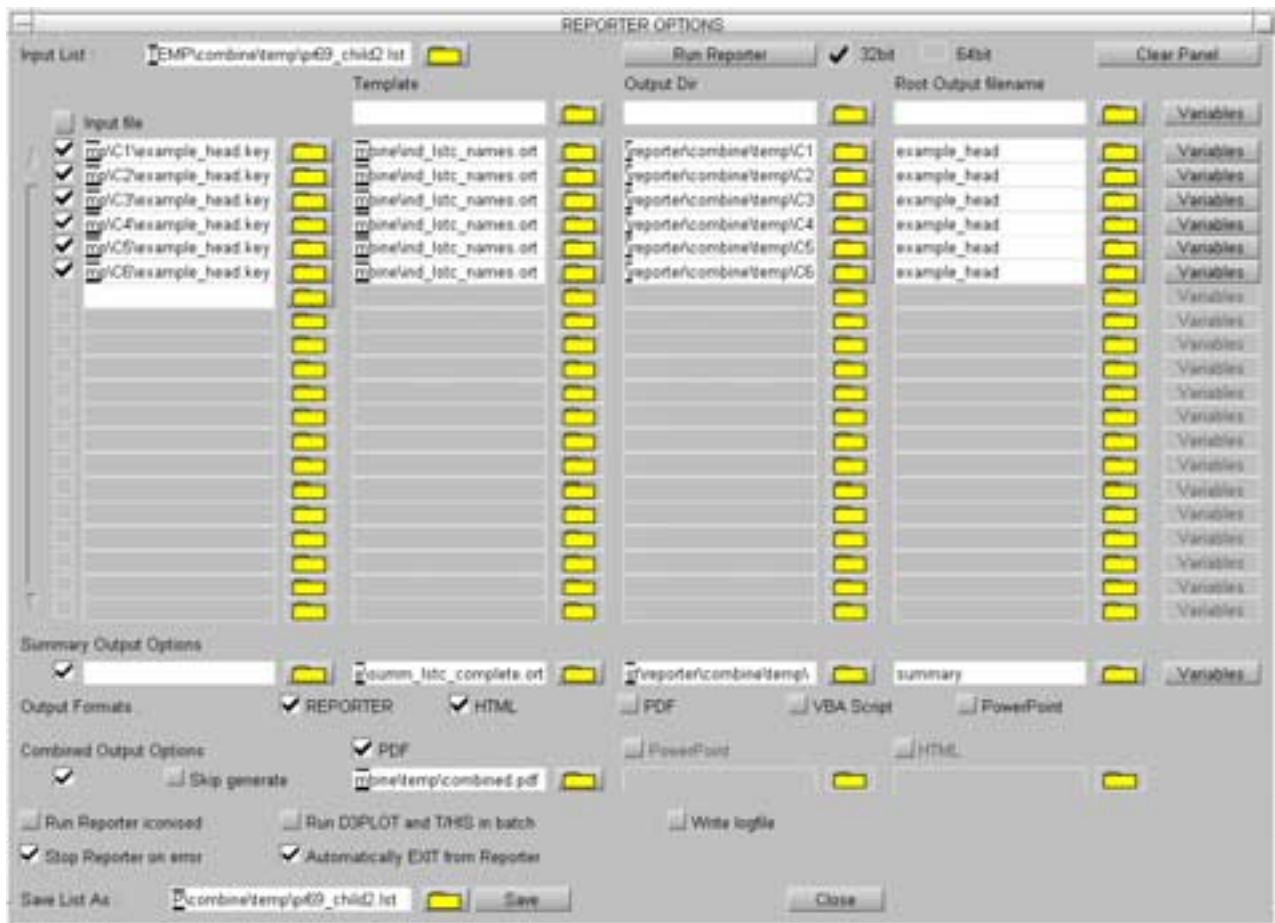 REPORTER OPTIONS
Input List EMP\combine\temp\pr69_child2.lst Run Reporter 32bit 64bit Clear Panel
Template Output Dir Root Output filename
Variables
Input file
mp\C1\example_head.key mbine\ind_lstc_names.ort reporter\combine\temp\C1 example_head Variables
mp\C2\example_head.key mbine\ind_lstc_names.ort reporter\combine\temp\C2 example_head Variables
mp\C3\example_head.key mbine\ind_lstc_names.ort reporter\combine\temp\C3 example_head Variables
mp\C4\example_head.key mbine\ind_lstc_names.ort reporter\combine\temp\C4 example_head Variables
mp\C5\example_head.key mbine\ind_lstc_names.ort reporter\combine\temp\C5 example_head Variables
mp\C6\example_head.key mbine\ind_lstc_names.ort reporter\combine\temp\C6 example_head Variables
Variables
Variables
Variables
Variables
Variables
Variables
Variables
Variables
Variables
Variables
Variables
Variables
Variables
Variables
Summary Output Options
\summ_lstc_complete.ort \reporter\combine\temp\ summary Variables
Output Formats REPORTER HTML PDF VBA Script PowerPoint
Combined Output Options PDF PowerPoint HTML
Skip generate mbine\temp\combined.pdf
Run Reporter iconised Run D3PLOT and T/HIS in batch Write logfile
Stop Reporter on error Automatically EXIT from Reporter
Save List As \combine\temp\pr69_child2.lst Save Close